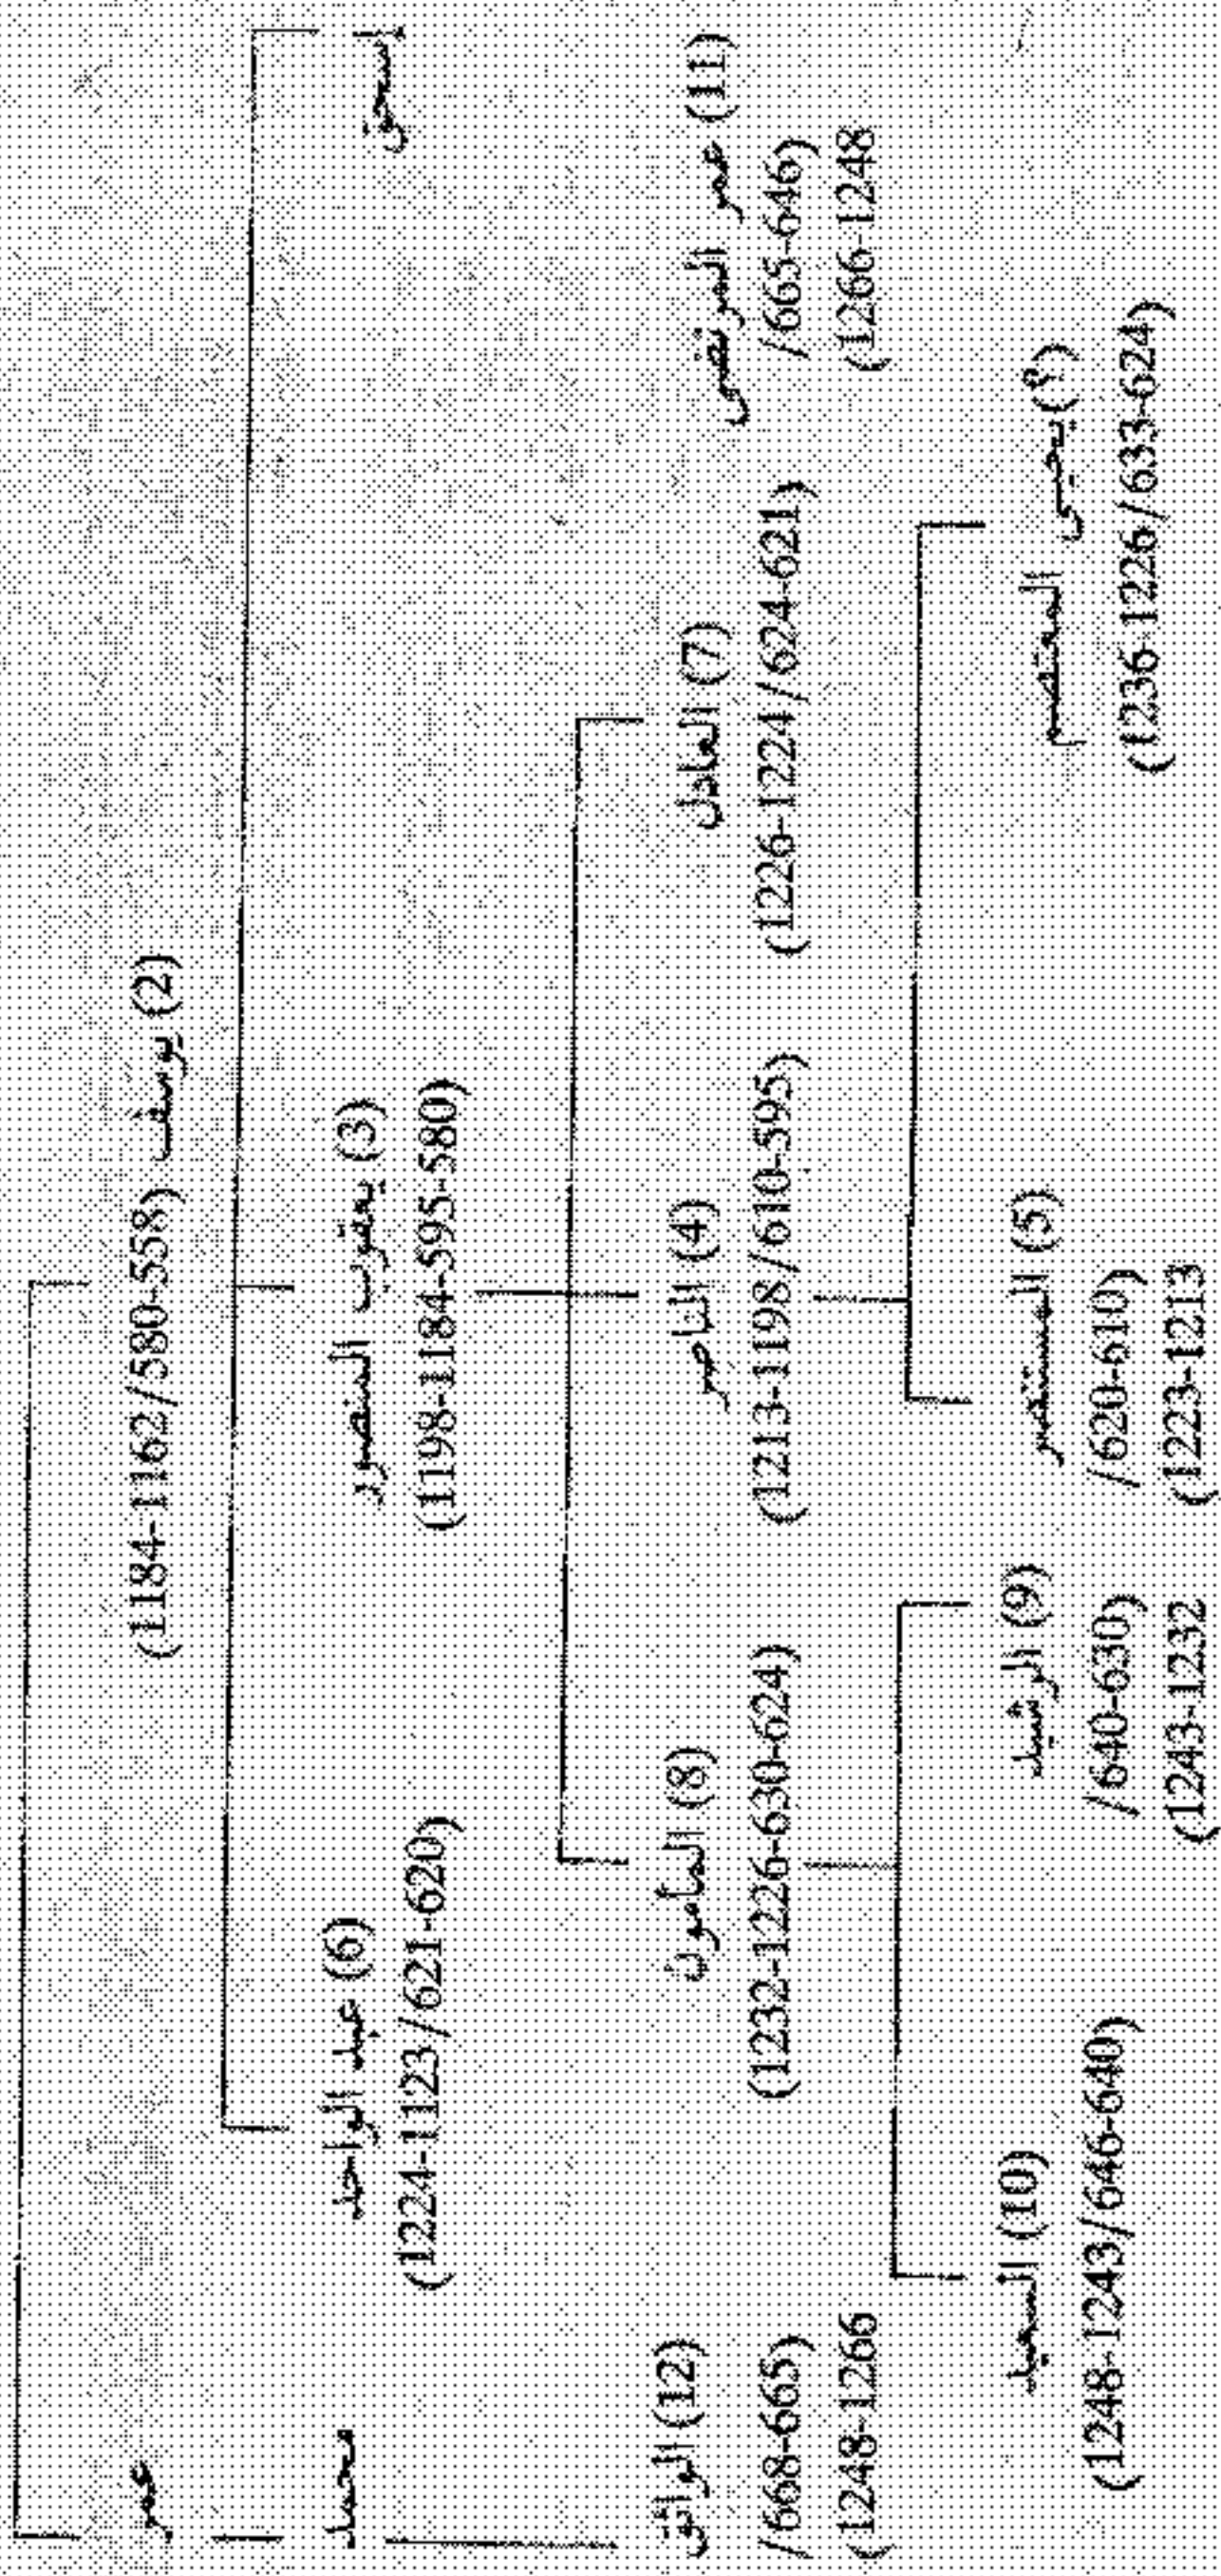 عمر
(2) يوسف (558-580/1162-1184)
محمد
(6) عبد الواحد
(620-621/1123-1224)
(3) يعقوب المنصور
(580-595-1184-1198)
إسحق
(12) الواثق
(665-668/
1266-1248)
(8) المأمون
(624-630-1226-1232)
(4) الناصر
(595-610/1198-1213)
(7) العادل
(621-624/1224-1226)
(11) عمر المرتضى
(646-665/
1248-1266)
(10) السعيد
(640-646/1243-1248)
(9) الرشيد
(630-640/
1232-1243)
(5) المستنصر
(610-620/
1213-1223)
(؟) يحيى المعتصم
(624-633/1226-1236)